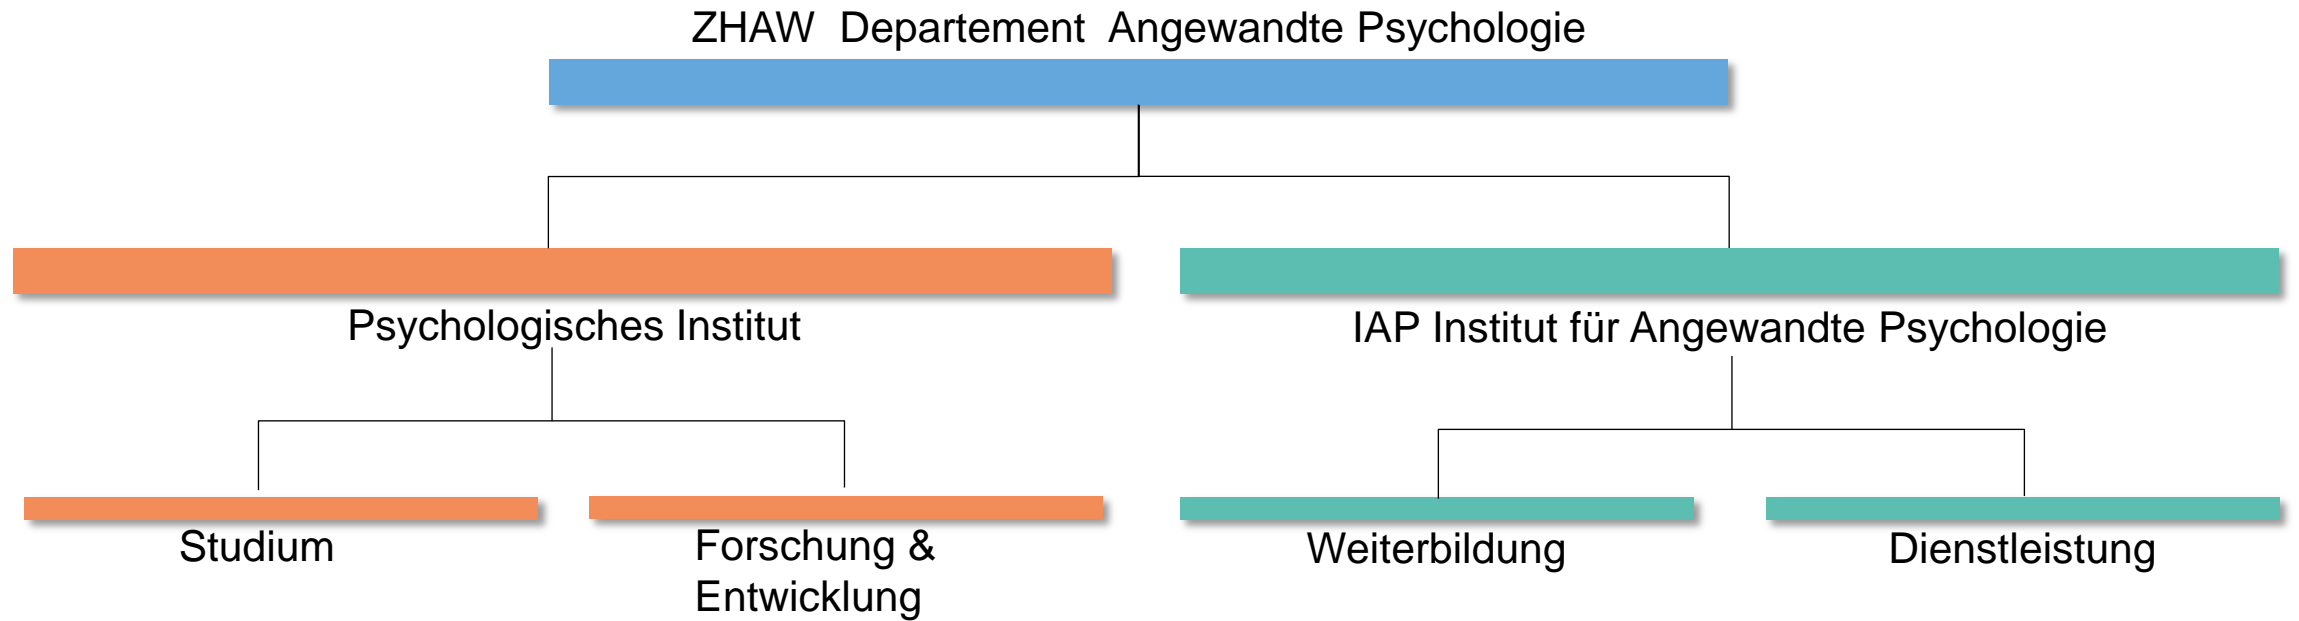 ZHAW Departement Angewandte Psychologie
Psychologisches Institut
IAP Institut für Angewandte Psychologie
Studium
Forschung &
Entwicklung
Weiterbildung
Dienstleistung